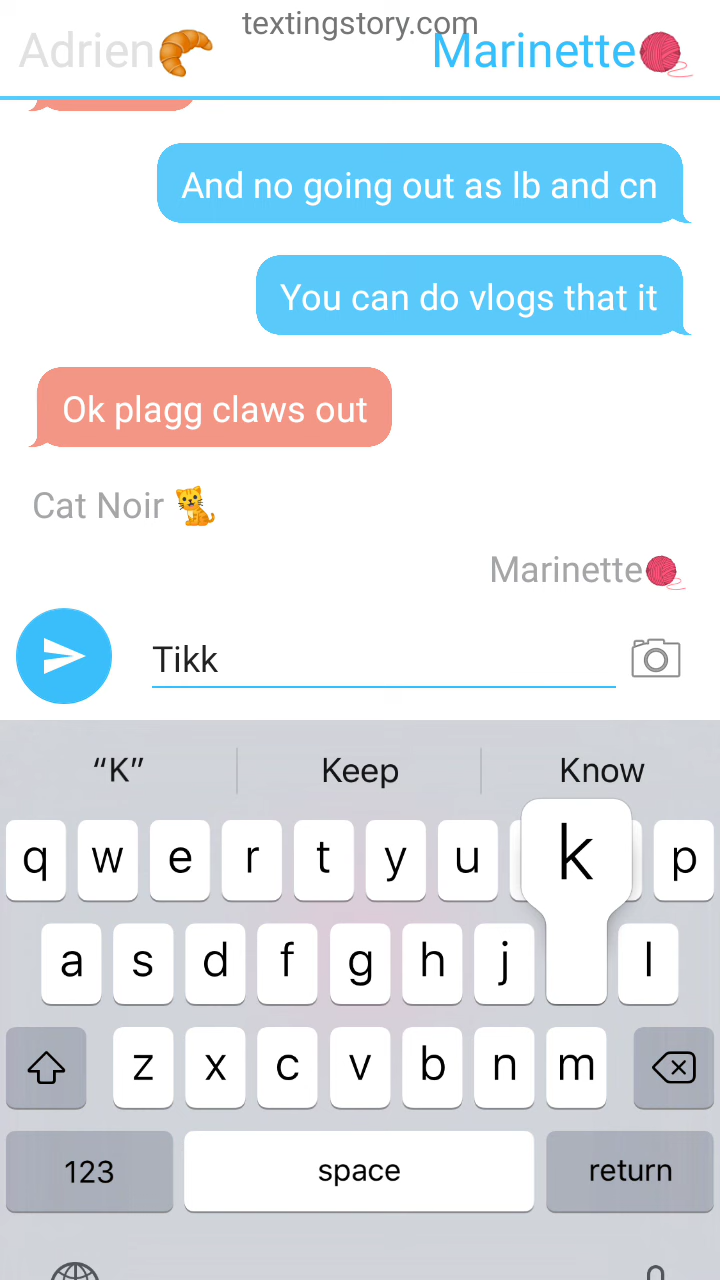 textingstory.com
Adrien🥐 Marinette🧶
And no going out as lb and cn
You can do vlogs that it
Ok plagg claws out
Cat Noir 🐈
Marinette🧶
Tikk
“K” Keep Know
q w e r t y u k p
a s d f g h j l
z x c v b n m
123 space return